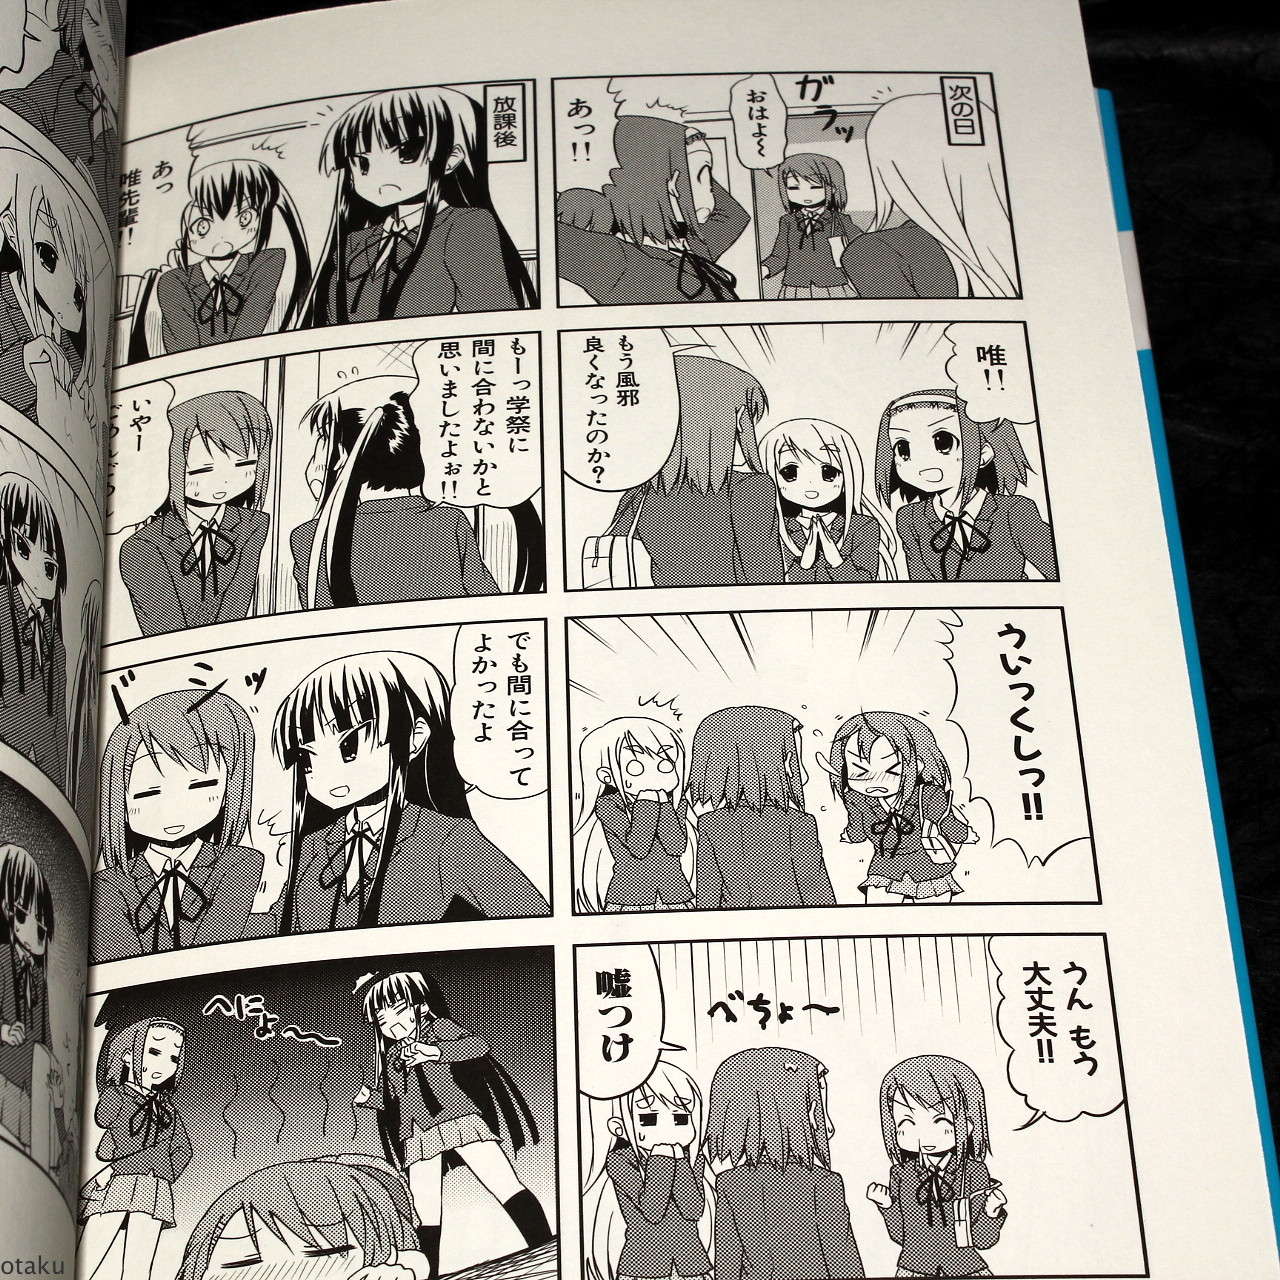 次の日
ガラッ
おはよ〜
あっ!!
唯!!
もう風邪
良くなったのか?
ういっくしっ!!
うん もう
大丈夫!!
べちょ〜
嘘つけ
放課後
あっ
唯先輩!
もーっ学祭に
間に合わないかと
思いましたよぉ!!
いやー
でも間に合って
よかったよ
バシッ
へにょ〜
otaku